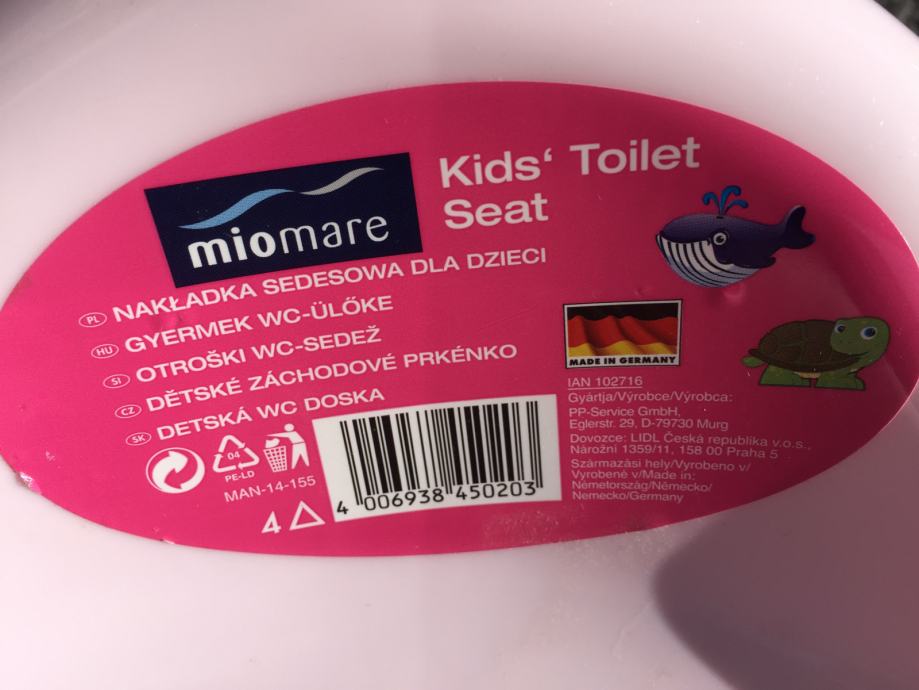 miomare
Kids‘ Toilet
Seat
PL NAKŁADKA SEDESOWA DLA DZIECI
HU GYERMEK WC-ÜLŐKE
SI OTROŠKI WC-SEDEŽ
CZ DĚTSKÉ ZÁCHODOVÉ PRKÉNKO
SK DETSKÁ WC DOSKA
04
PE-LD
MAN-14-155
4
4 006938 450203
MADE IN GERMANY
IAN 102716
Gyártja/Výrobce/Výrobca:
PP-Service GmbH,
Eglerstr. 29, D-79730 Murg
Dovozce: LIDL Česká republika v.o.s.,
Nárožní 1359/11, 158 00 Praha 5
Származási hely/Vyrobeno v/
Vyrobené v/Made in:
Németország/Německo/
Nemecko/Germany